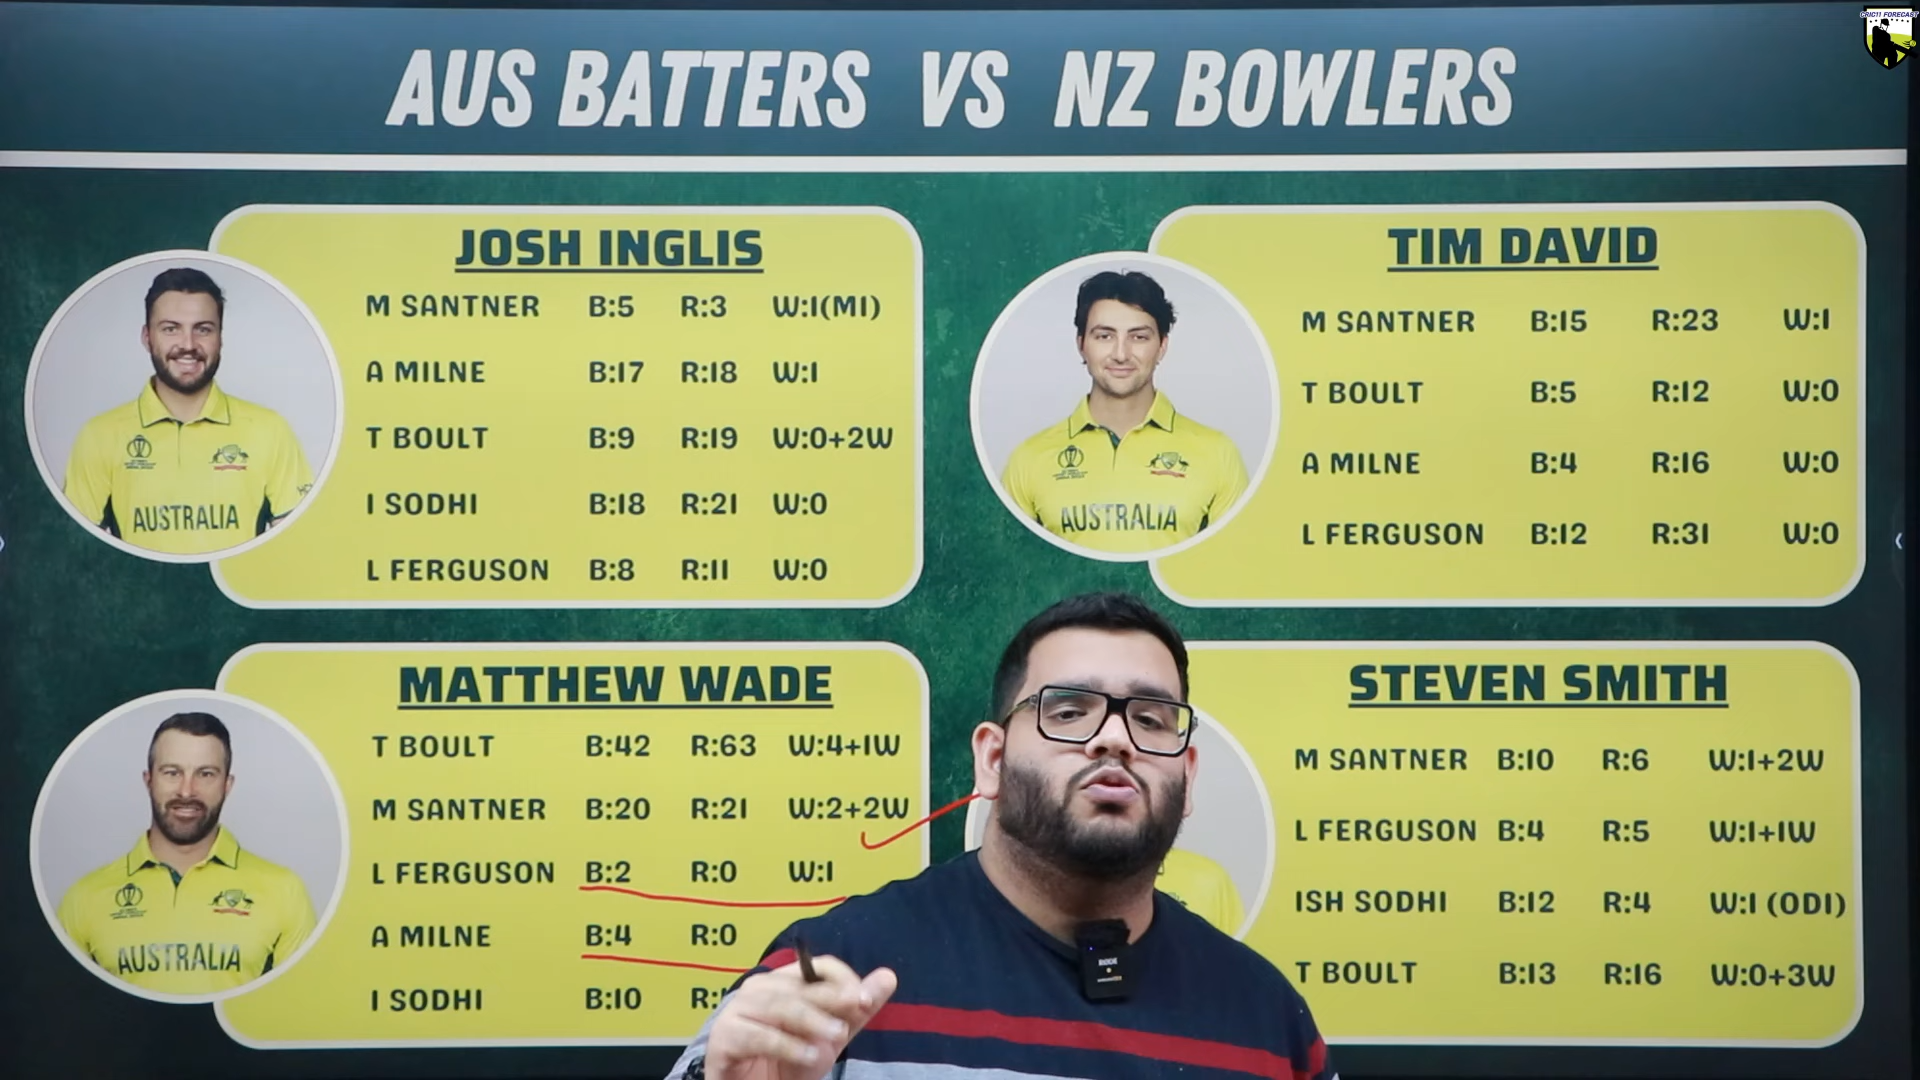 CRIC11 FORECAST
AUS BATTERS VS NZ BOWLERS
JOSH INGLIS
M SANTNER B:5 R:3 W:1(MI)
A MILNE B:17 R:18 W:1
T BOULT B:9 R:19 W:0+2W
I SODHI B:18 R:21 W:0
L FERGUSON B:8 R:11 W:0
AUSTRALIA
TIM DAVID
M SANTNER B:15 R:23 W:1
T BOULT B:5 R:12 W:0
A MILNE B:4 R:16 W:0
L FERGUSON B:12 R:31 W:0
AUSTRALIA
MATTHEW WADE
T BOULT B:42 R:63 W:4+1W
M SANTNER B:20 R:21 W:2+2W
L FERGUSON B:2 R:0 W:1
A MILNE B:4 R:0
I SODHI B:10 R:
AUSTRALIA
STEVEN SMITH
M SANTNER B:10 R:6 W:1+2W
L FERGUSON B:4 R:5 W:1+1W
ISH SODHI B:12 R:4 W:1 (ODI)
T BOULT B:13 R:16 W:0+3W
RODE